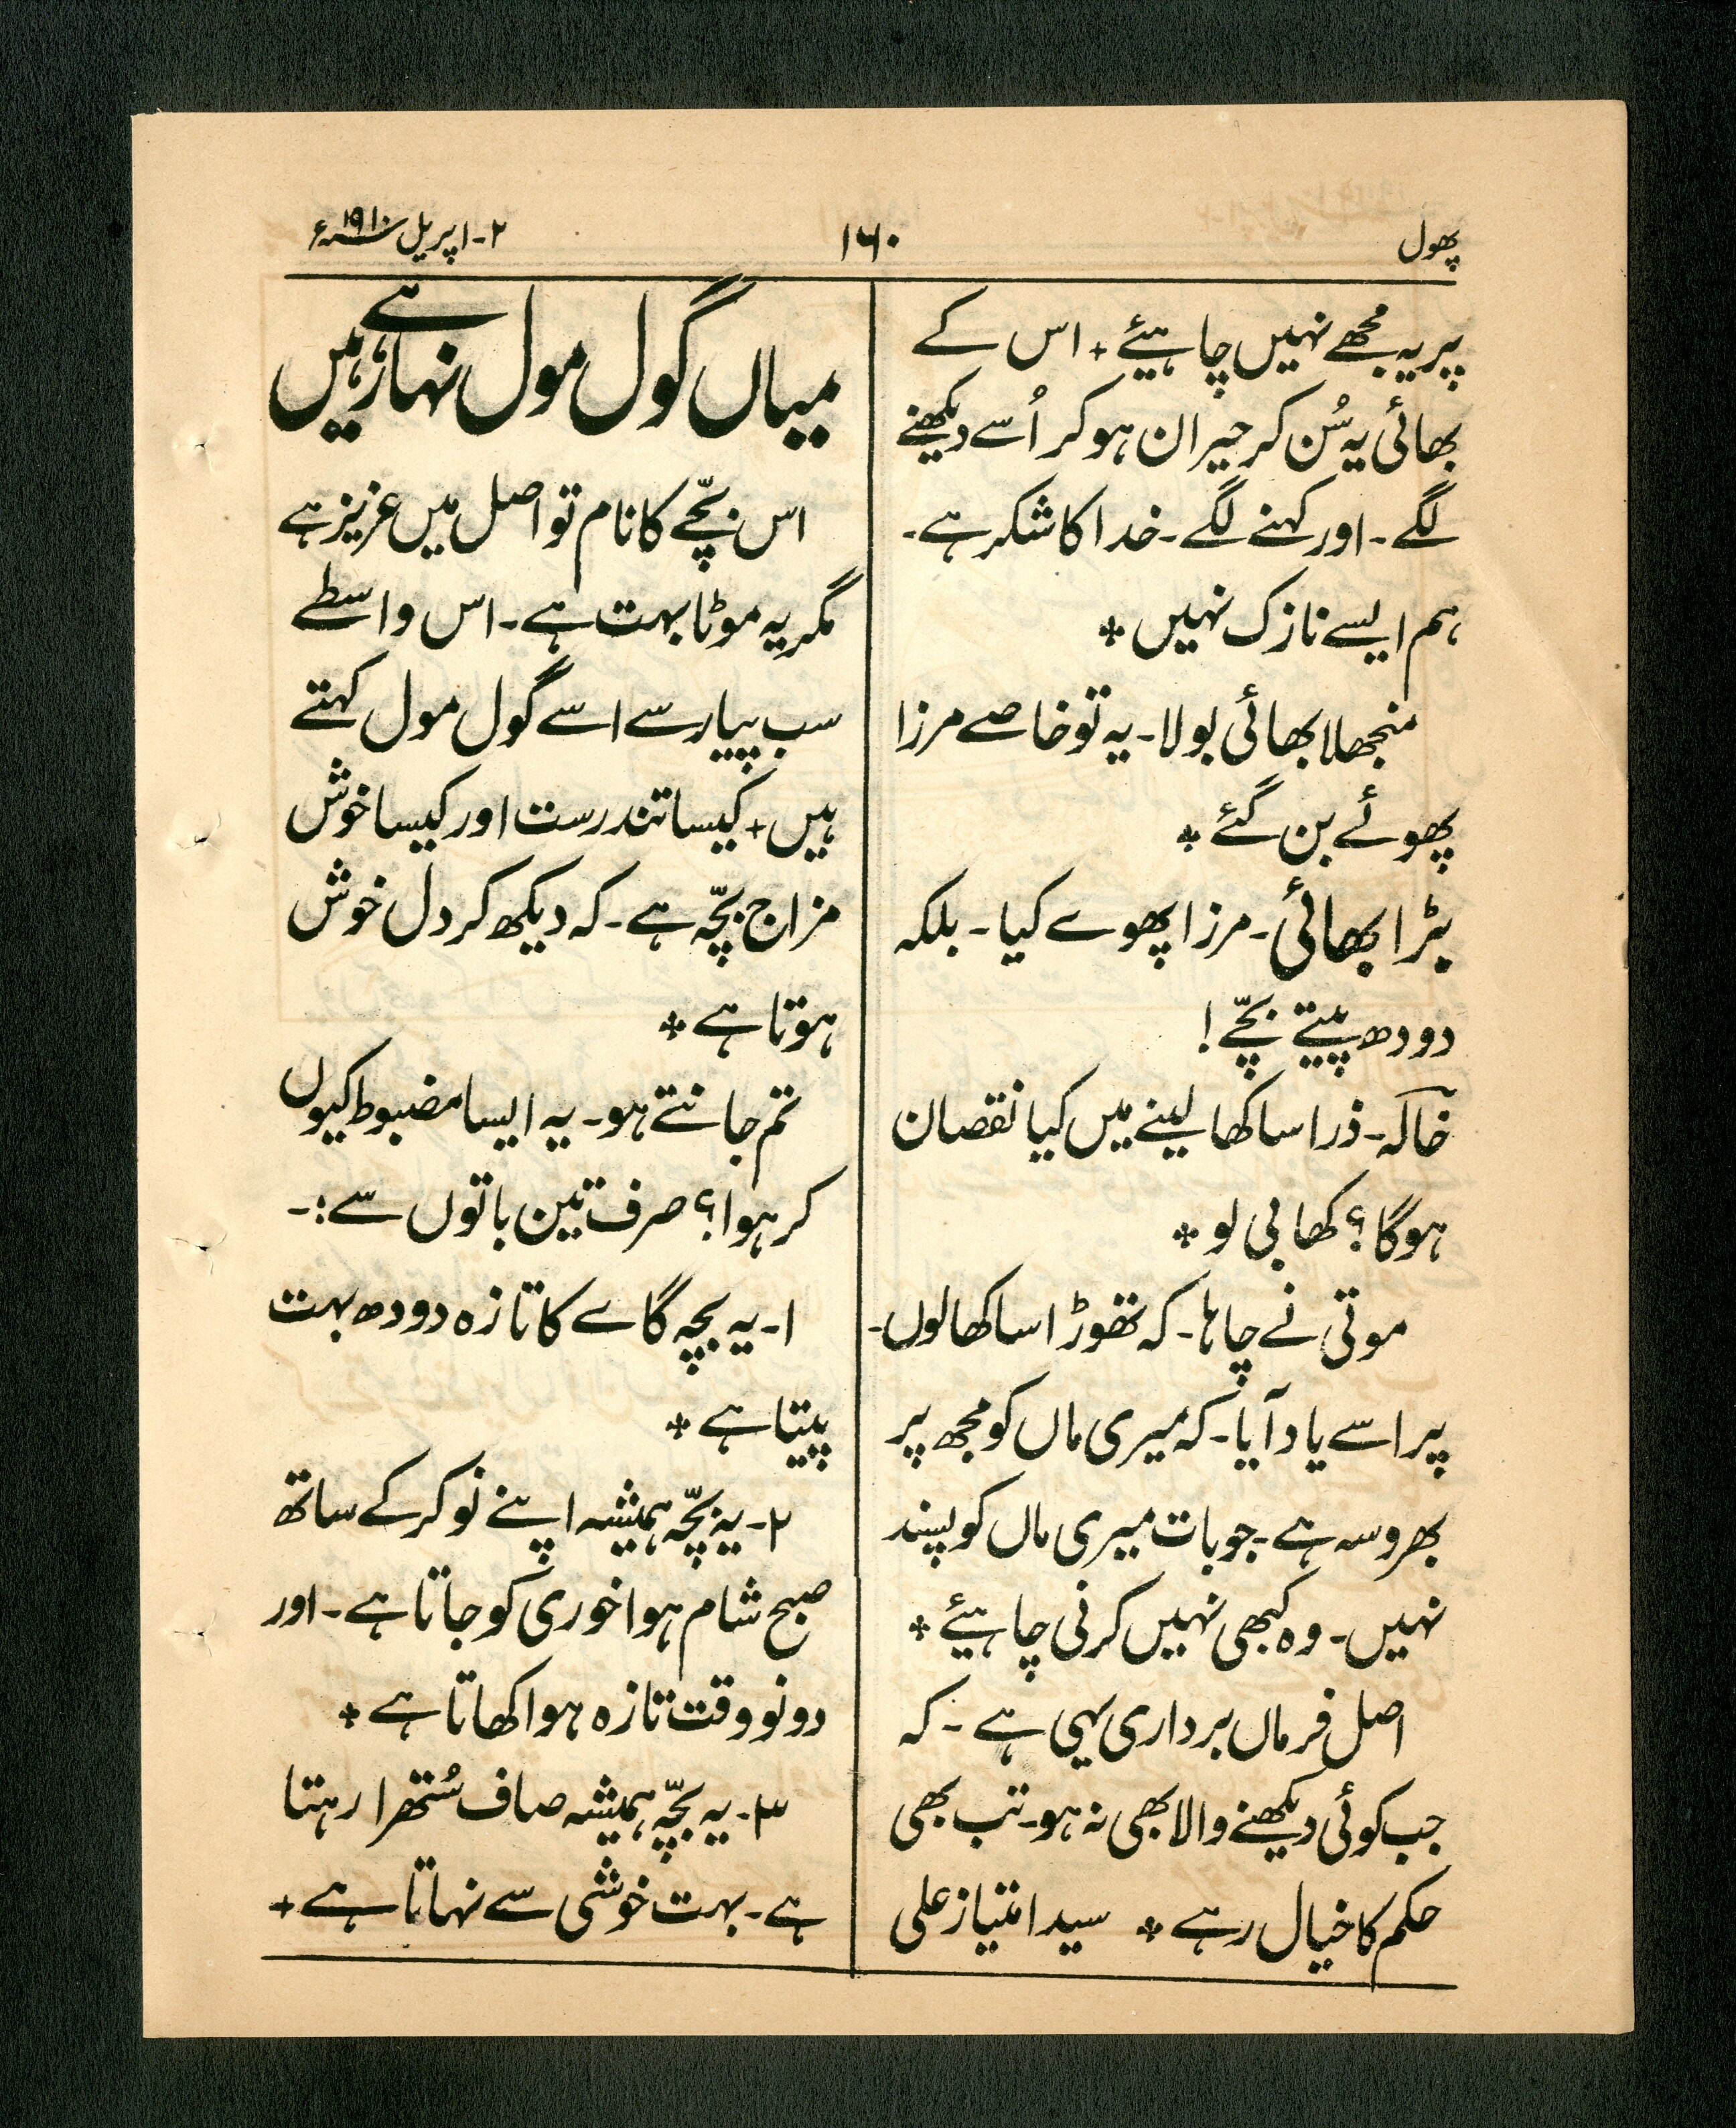 پھول
۱۶۰
۲-اپریل سنہ ۱۹۱۰ء
پر یہ مجھے نہیں چاہیئے + اس کے
بھائی یہ سُن کر حیران ہوکر اُسے دیکھنے
لگے - اور کہنے لگے - خدا کا شکر ہے -
ہم ایسے نازک نہیں +
منجھلا بھائی بولا - یہ تو خاصے مرزا
پھوئے بن گئے +
بڑا بھائی - مرزا پھوے کیا - بلکہ
دودھ پیتے بچّے !
خالہ - ذرا سا کھا لینے میں کیا نقصان
ہوگا ؟ کھا بی لو +
موتی نے چاہا - کہ تھوڑا سا کھا لوں -
پر اسے یاد آیا - کہ میری ماں کو مجھ پر
بھروسہ ہے - جو بات میری ماں کو پسند
نہیں - وہ کبھی نہیں کرنی چاہیئے +
اصل فرماں برداری یہی ہے - کہ
جب کوئی دیکھنے والا بھی نہ ہو - تب بھی
حکم کا خیال رہے + سید امتیاز علی
میاں گول مول نہا رہے ہیں
اس بچّے کا نام تو اصل میں عزیز ہے
مگر یہ موٹا بہت ہے - اس واسطے
سب پیار سے اسے گول مول کہتے
ہیں + کیسا تندرست اور کیسا خوش
مزاج بچّہ ہے - کہ دیکھ کر دل خوش
ہوتا ہے +
تم جانتے ہو - یہ ایسا مضبوط کیوں
کر ہوا ؟ صرف تین باتوں سے :-
۱- یہ بچہ گاے کا تازہ دودھ بہت
پیتا ہے +
۲- یہ بچّہ ہمیشہ اپنے نوکر کے ساتھ
صبح شام ہوا خوری کو جاتا ہے - اور
دونو وقت تازہ ہوا کھاتا ہے +
۳- یہ بچّہ ہمیشہ صاف سُتھرا رہتا
ہے - بہت خوشی سے نہاتا ہے +